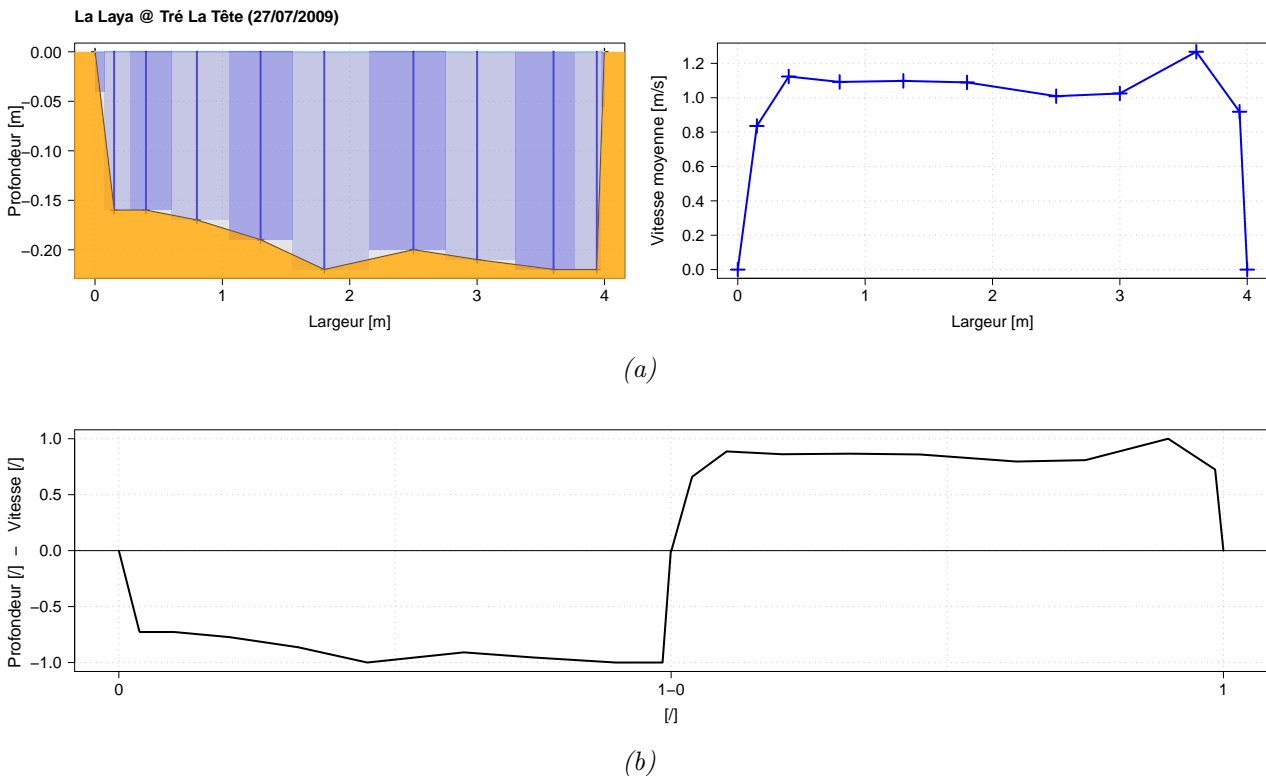 La Laya @ Tré La Tête (27/07/2009)
Profondeur [m]
0.00
−0.05
−0.10
−0.15
−0.20
0 1 2 3 4
Largeur [m]
Vitesse moyenne [m/s]
1.2
1.0
0.8
0.6
0.4
0.2
0.0
0 1 2 3 4
Largeur [m]
(a)
Profondeur [/] − Vitesse [/]
1.0
0.5
0.0
−0.5
−1.0
0 1−0 1
[/]
(b)